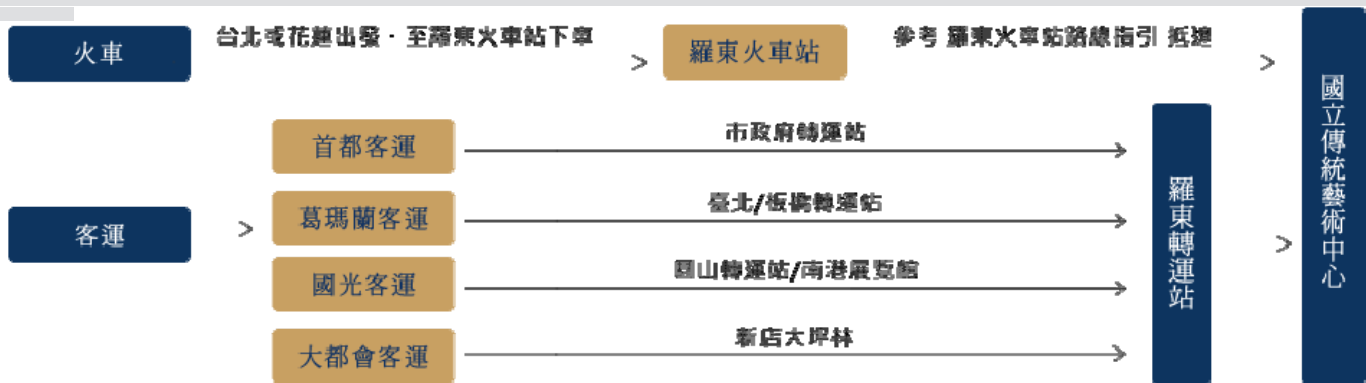 火車
台北或花蓮出發・至羅東火車站下車
>
羅東火車站
參考 羅東火車站路線指引 抵達
>
國立傳統藝術中心
客運
>
首都客運
市政府轉運站
葛瑪蘭客運
臺北/板橋轉運站
國光客運
圓山轉運站/南港展覽館
大都會客運
新店大坪林
羅東轉運站
>